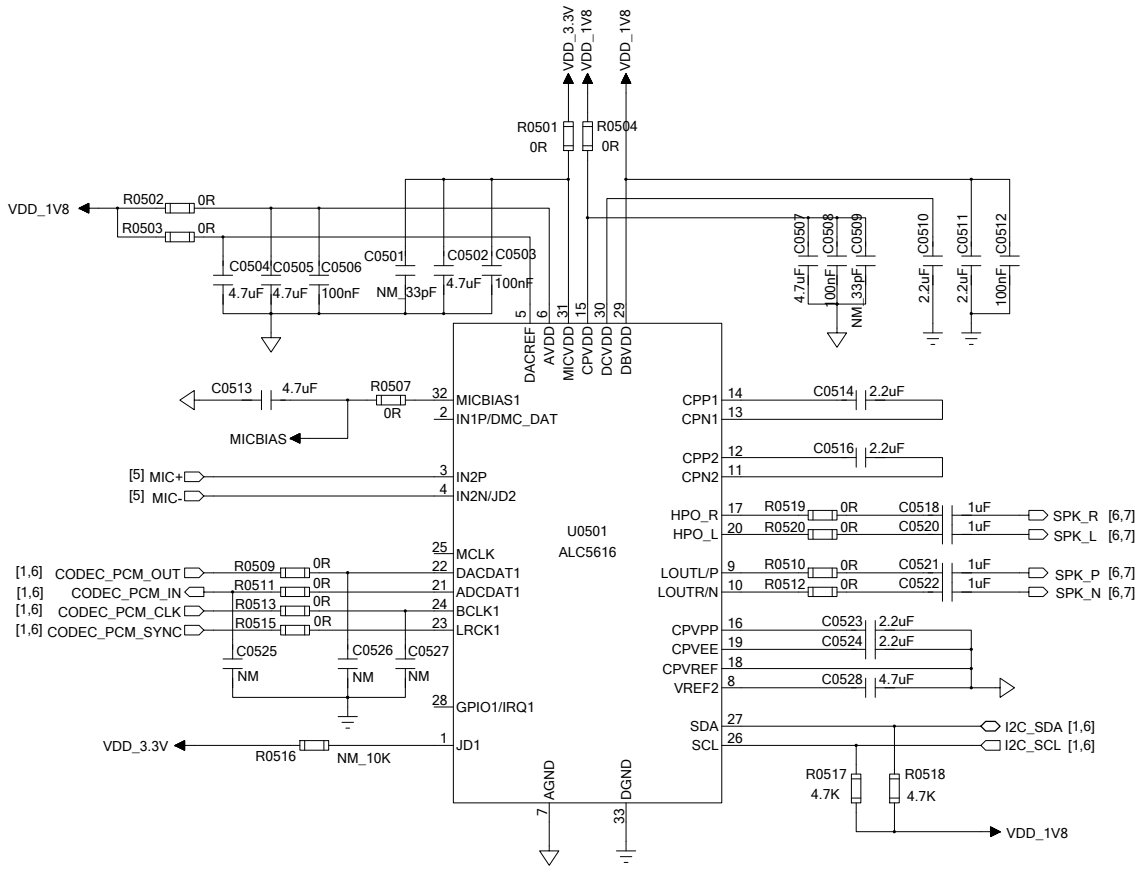 VDD_3.3V
VDD_1V8
VDD_1V8
R0501
0R
R0504
0R
VDD_1V8
R0502
0R
R0503
0R
C0504
4.7uF
C0505
4.7uF
C0506
100nF
C0501
NM_33pF
C0502
4.7uF
C0503
100nF
C0507
4.7uF
C0508
100nF
C0509
NM_33pF
C0510
2.2uF
C0511
2.2uF
C0512
100nF
5
6
31
15
30
29
DACREF
AVDD
MICVDD
CPVDD
DCVDD
DBVDD
C0513
4.7uF
R0507
0R
MICBIAS
32
MICBIAS1
2
IN1P/DMC_DAT
[5] MIC+
3
IN2P
[5] MIC-
4
IN2N/JD2
U0501
ALC5616
25
MCLK
[1,6] CODEC_PCM_OUT
R0509
0R
22
DACDAT1
[1,6] CODEC_PCM_IN
R0511
0R
21
ADCDAT1
[1,6] CODEC_PCM_CLK
R0513
0R
24
BCLK1
[1,6] CODEC_PCM_SYNC
R0515
0R
23
LRCK1
C0525
NM
C0526
NM
C0527
NM
28
GPIO1/IRQ1
VDD_3.3V
R0516
NM_10K
1
JD1
AGND
7
DGND
33
CPP1
14
C0514
2.2uF
CPN1
13
CPP2
12
C0516
2.2uF
CPN2
11
HPO_R
17
R0519
0R
C0518
1uF
SPK_R [6,7]
HPO_L
20
R0520
0R
C0520
1uF
SPK_L [6,7]
LOUTL/P
9
R0510
0R
C0521
1uF
SPK_P [6,7]
LOUTR/N
10
R0512
0R
C0522
1uF
SPK_N [6,7]
CPVPP
16
C0523
2.2uF
CPVEE
19
C0524
2.2uF
CPVREF
18
VREF2
8
C0528
4.7uF
SDA
27
I2C_SDA [1,6]
SCL
26
I2C_SCL [1,6]
R0517
4.7K
R0518
4.7K
VDD_1V8